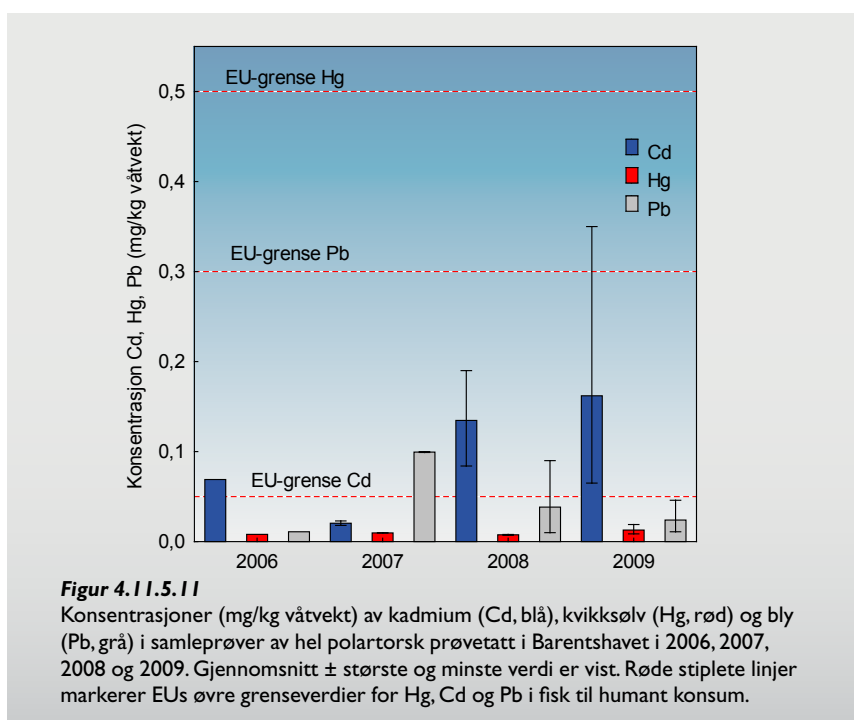 EU-grense Hg
0,5
Cd
Hg
Pb
0,4
EU-grense Pb
0,3
0,2
0,1
EU-grense Cd
0,0
Konsentrasjon Cd, Hg, Pb (mg/kg våtvekt)
2006 2007 2008 2009
Figur 4.11.5.11
Konsentrasjoner (mg/kg våtvekt) av kadmium (Cd, blå), kvikksølv (Hg, rød) og bly
(Pb, grå) i samleprøver av hel polartorsk prøvetatt i Barentshavet i 2006, 2007,
2008 og 2009. Gjennomsnitt ± største og minste verdi er vist. Røde stiplete linjer
markerer EUs øvre grenseverdier for Hg, Cd og Pb i fisk til humant konsum.